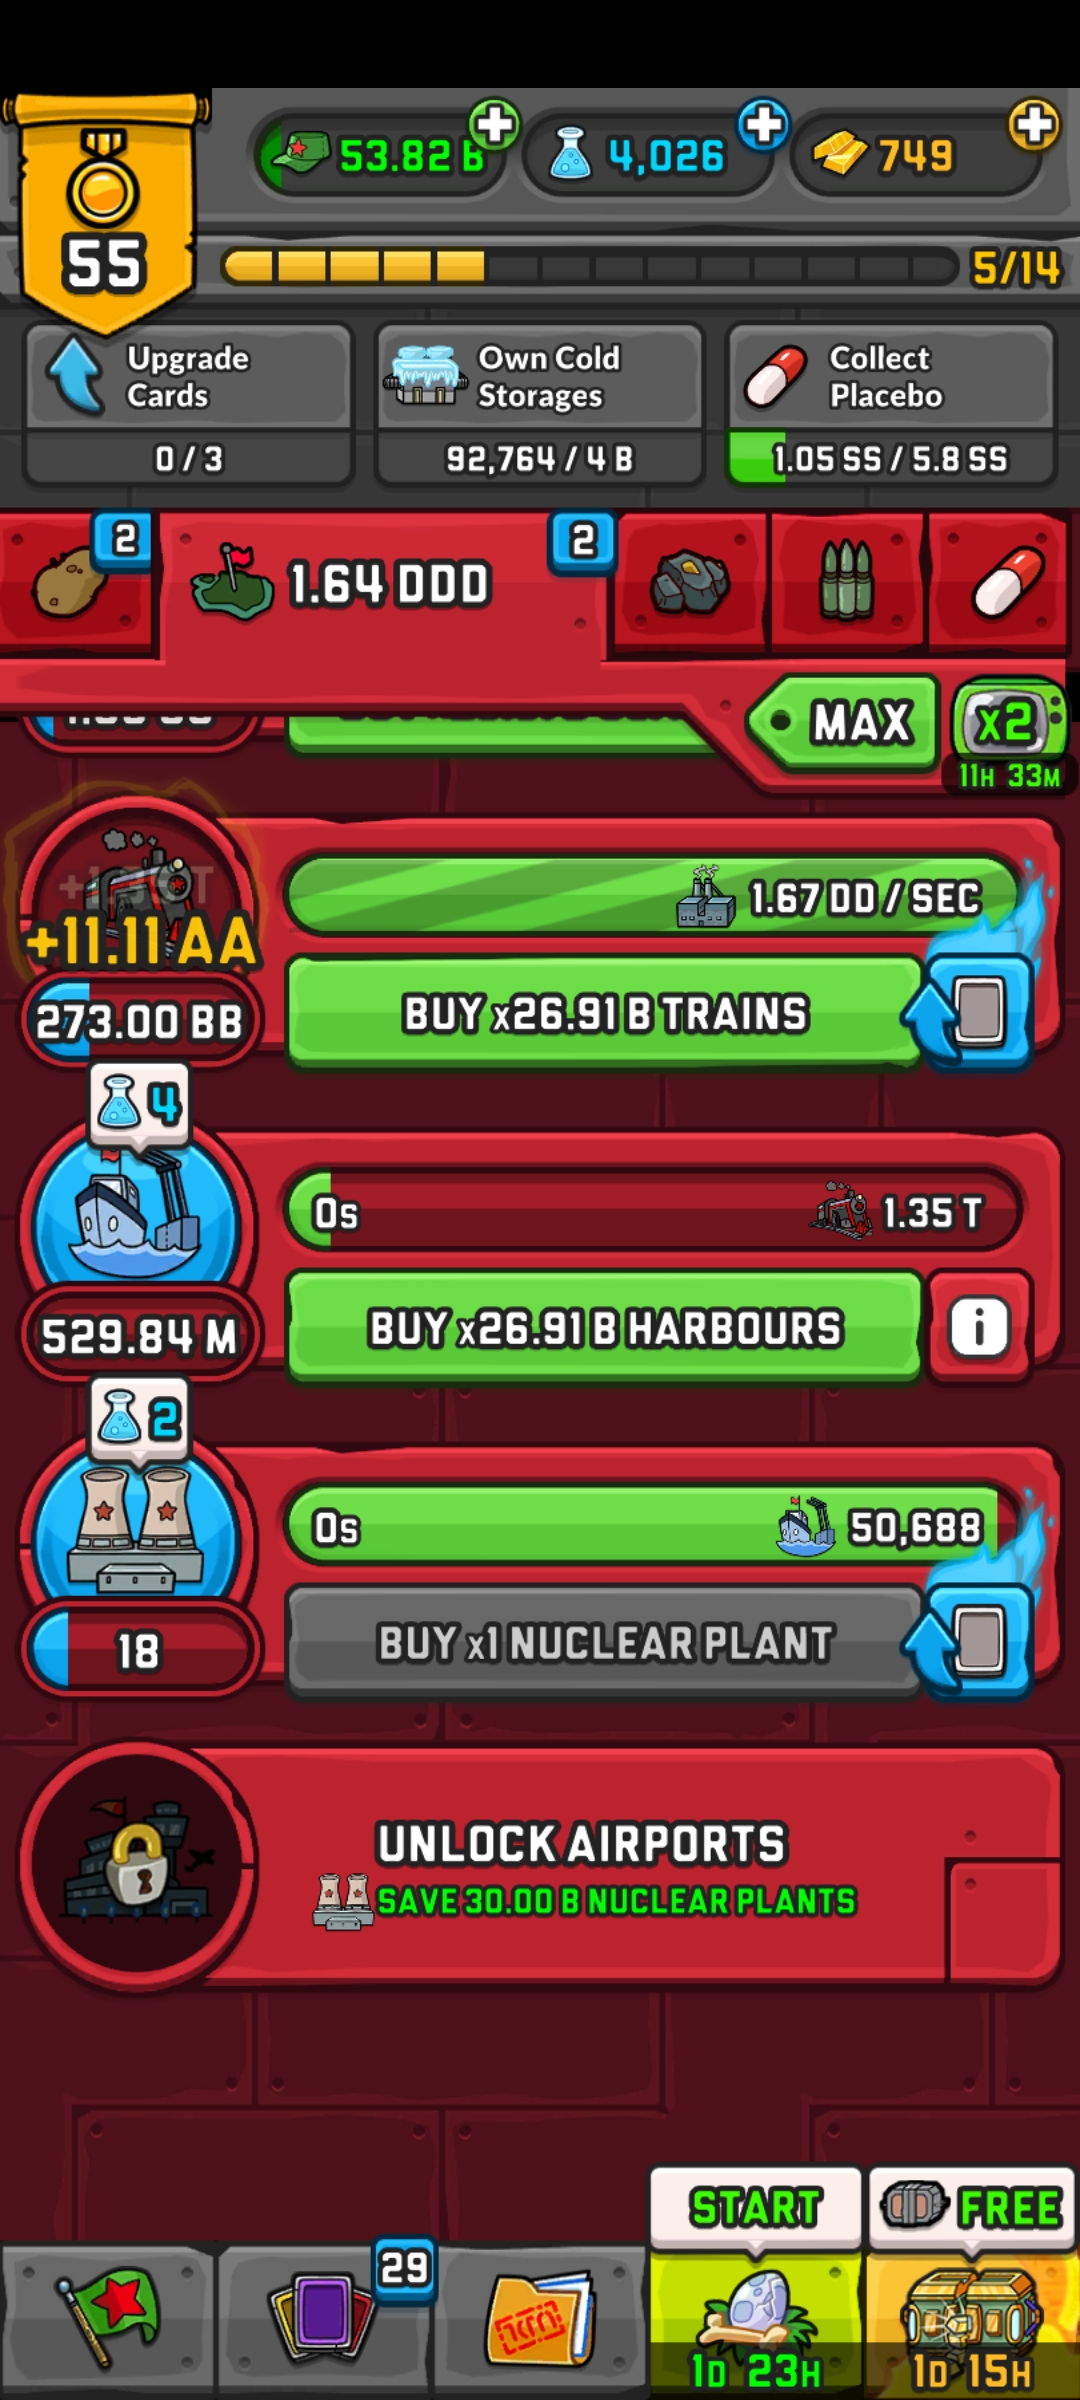 55
53.82 B
4,026
749
5/14
Upgrade
Cards
0 / 3
Own Cold
Storages
92,764 / 4 B
Collect
Placebo
1.05 SS / 5.8 SS
2
1.64 DDD
2
MAX
x2
11H 33M
+11.11 AA
273.00 BB
1.67 DD / SEC
BUY x26.91 B TRAINS
4
529.84 M
0s
1.35 T
BUY x26.91 B HARBOURS
i
2
18
0s
50,688
BUY x1 NUCLEAR PLANT
UNLOCK AIRPORTS
SAVE 30.00 B NUCLEAR PLANTS
START
FREE
29
1D 23H
1D 15H